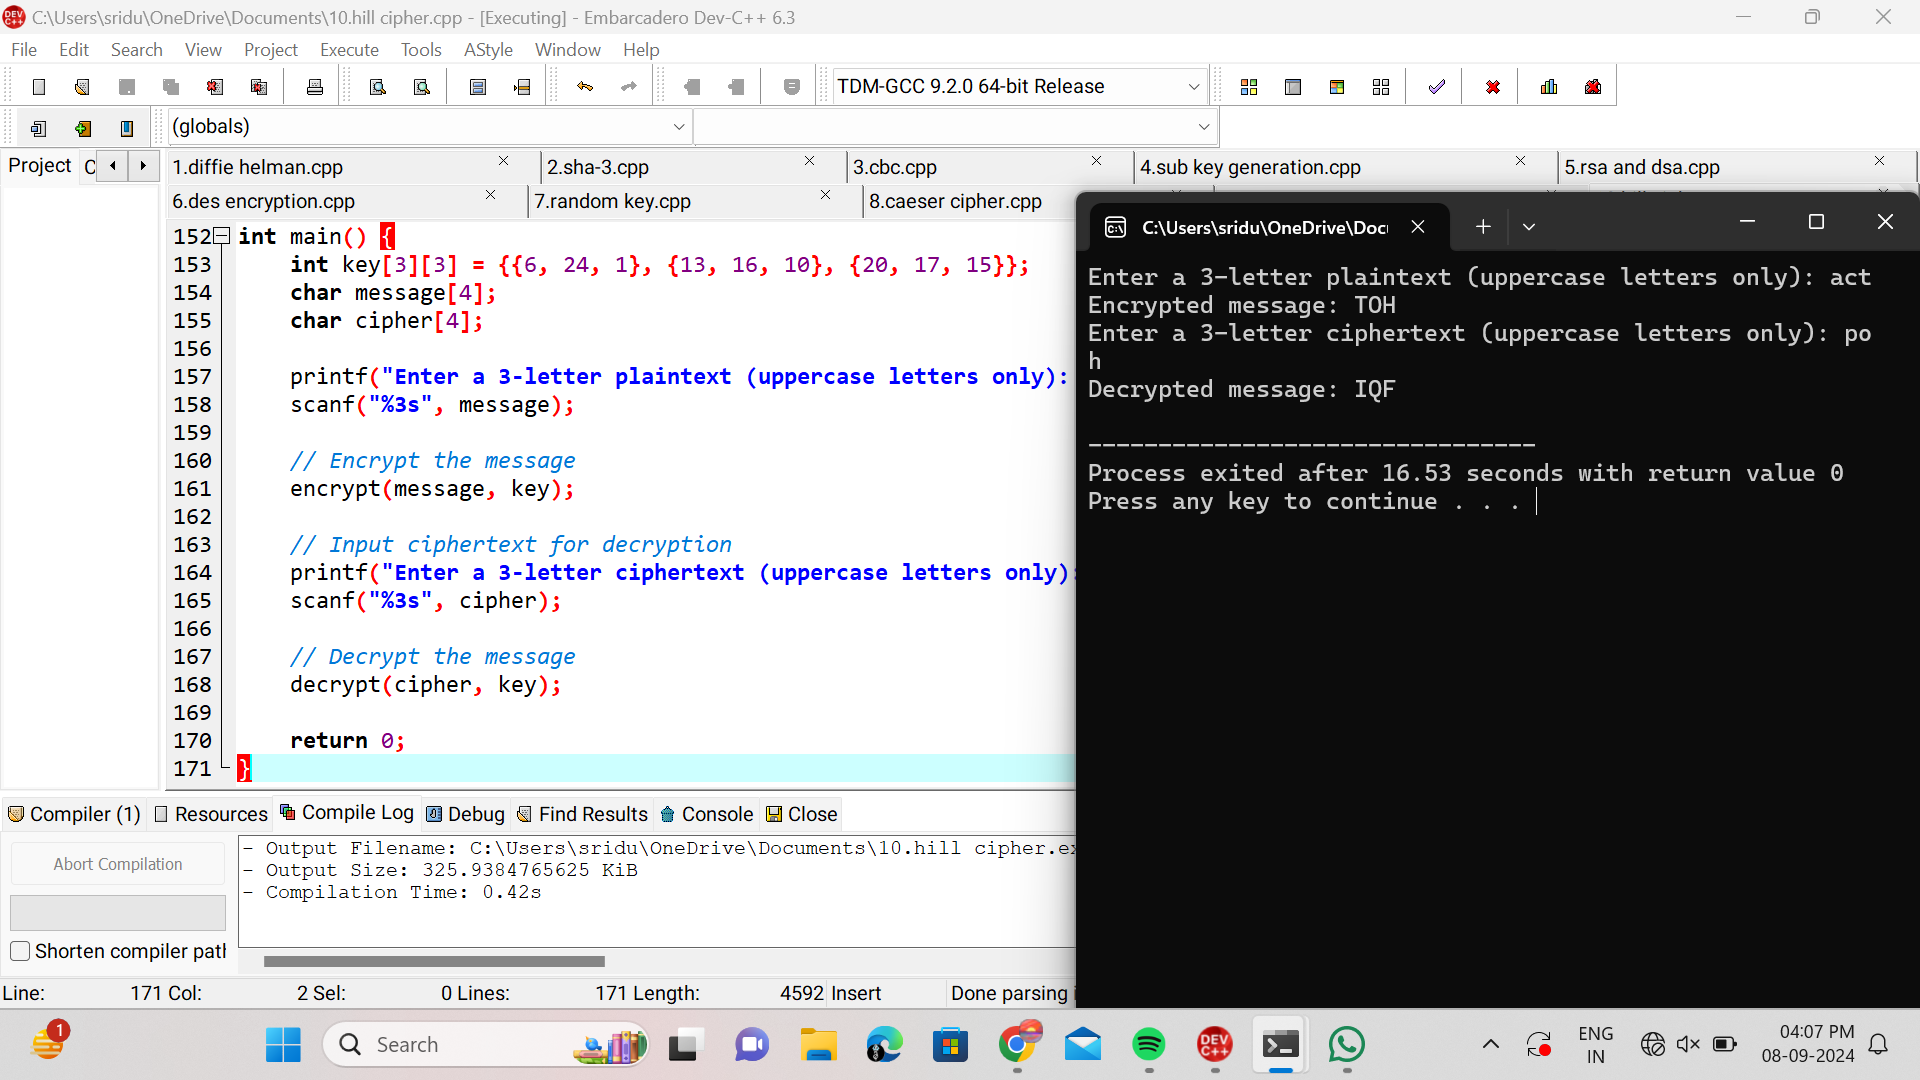 C:\Users\sridu\OneDrive\Documents\10.hill cipher.cpp - [Executing] - Embarcadero Dev-C++ 6.3
File Edit Search View Project Execute Tools AStyle Window Help
TDM-GCC 9.2.0 64-bit Release
(globals)
Project C
1.diffie helman.cpp 2.sha-3.cpp 3.cbc.cpp 4.sub key generation.cpp 5.rsa and dsa.cpp
6.des encryption.cpp 7.random key.cpp 8.caeser cipher.cpp
152 int main() {
153 int key[3][3] = {{6, 24, 1}, {13, 16, 10}, {20, 17, 15}};
154 char message[4];
155 char cipher[4];
156
157 printf("Enter a 3-letter plaintext (uppercase letters only):
158 scanf("%3s", message);
159
160 // Encrypt the message
161 encrypt(message, key);
162
163 // Input ciphertext for decryption
164 printf("Enter a 3-letter ciphertext (uppercase letters only):
165 scanf("%3s", cipher);
166
167 // Decrypt the message
168 decrypt(cipher, key);
169
170 return 0;
171 }
C:\Users\sridu\OneDrive\Doc
Enter a 3-letter plaintext (uppercase letters only): act
Encrypted message: TOH
Enter a 3-letter ciphertext (uppercase letters only): po
h
Decrypted message: IQF
--------------------------------
Process exited after 16.53 seconds with return value 0
Press any key to continue . . .
Compiler (1) Resources Compile Log Debug Find Results Console Close
Abort Compilation
Shorten compiler path
- Output Filename: C:\Users\sridu\OneDrive\Documents\10.hill cipher.ex
- Output Size: 325.9384765625 KiB
- Compilation Time: 0.42s
Line: 171 Col: 2 Sel: 0 Lines: 171 Length: 4592 Insert Done parsing
1
Search
DEV C++
ENG
IN
04:07 PM
08-09-2024